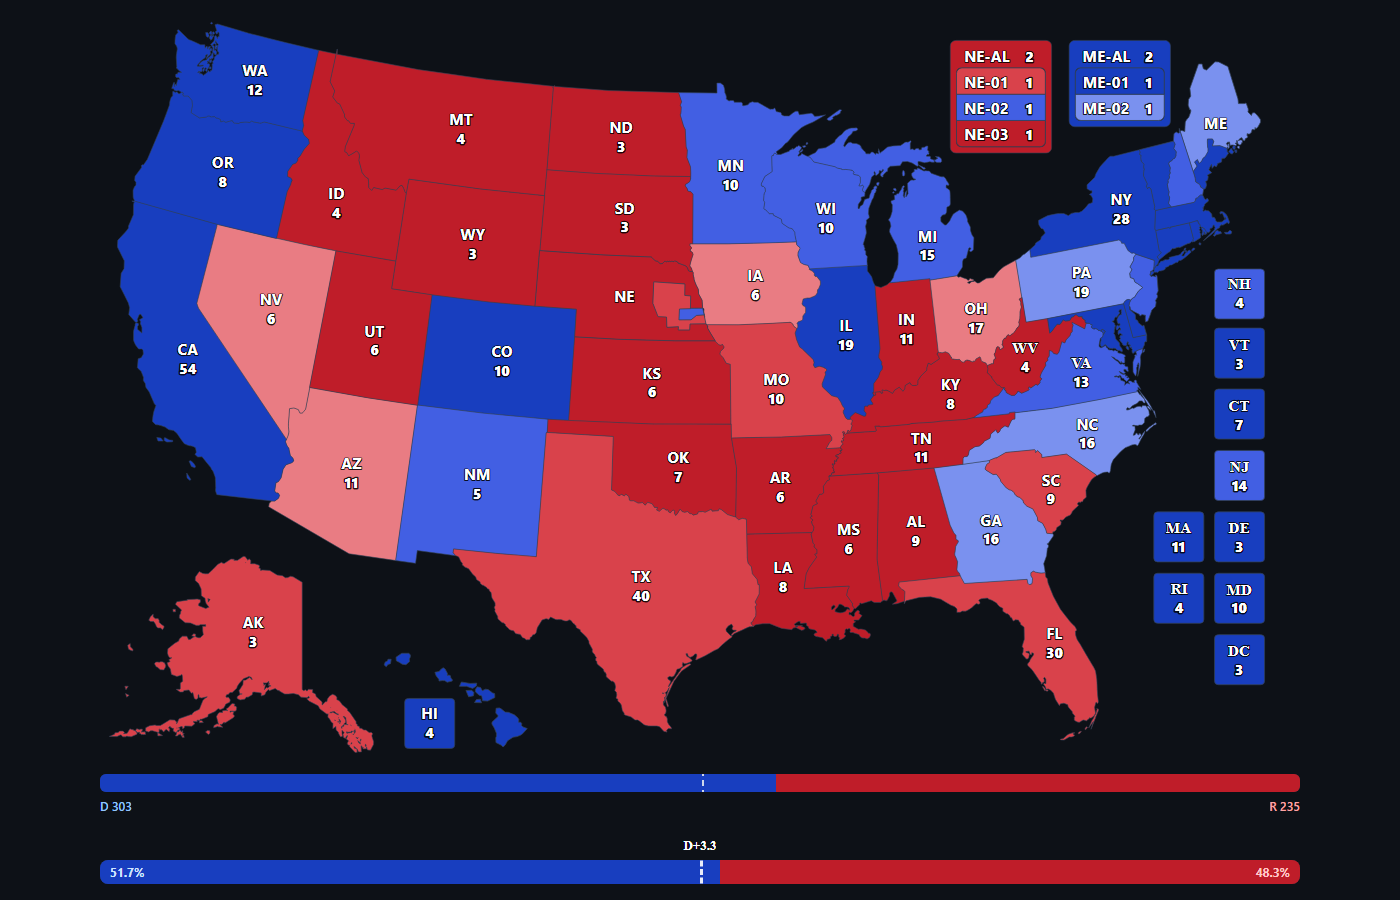 WA
12
OR
8
CA
54
NV
6
ID
4
MT
4
WY
3
UT
6
AZ
11
CO
10
NM
5
ND
3
SD
3
NE
KS
6
OK
7
TX
40
MN
10
IA
6
MO
10
AR
6
LA
8
WI
10
IL
19
MI
15
IN
11
OH
17
KY
8
TN
11
MS
6
AL
9
GA
16
FL
30
SC
9
NC
16
VA
13
WV
4
PA
19
NY
28
ME
AK
3
HI
4
NE-AL 2
NE-01 1
NE-02 1
NE-03 1
ME-AL 2
ME-01 1
ME-02 1
NH
4
VT
3
CT
7
NJ
14
MA
11
DE
3
RI
4
MD
10
DC
3
D 303
R 235
D+3.3
51.7%
48.3%